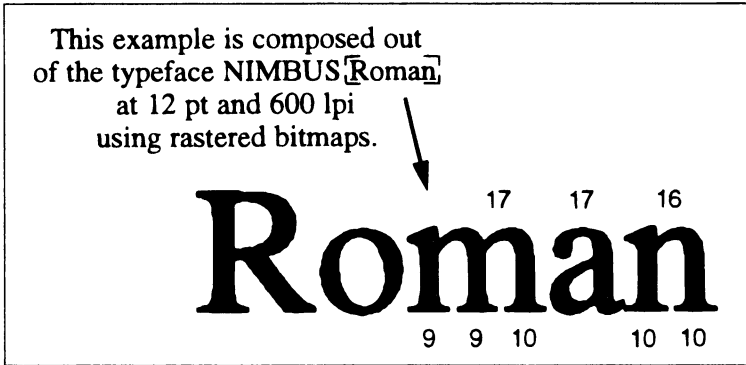 This example is composed out
of the typeface NIMBUS Roman
at 12 pt and 600 lpi
using rastered bitmaps.
17 17 16
Roman
9 9 10 10 10